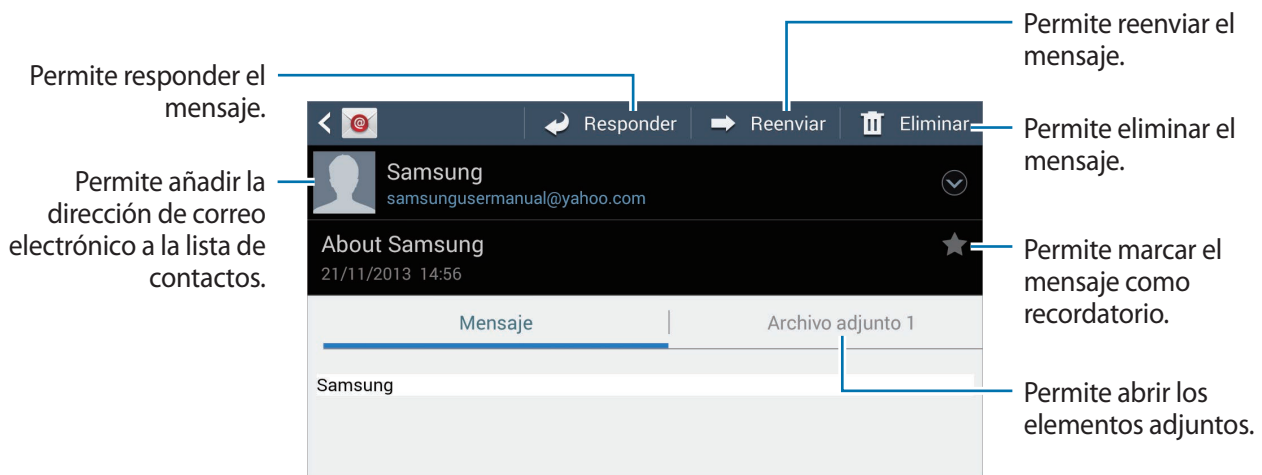 Permite reenviar el
mensaje.
Permite responder el
mensaje.
Responder
Reenviar
Eliminar
Permite eliminar el
mensaje.
Permite añadir la
dirección de correo
electrónico a la lista de
contactos.
Samsung
samsungusermanual@yahoo.com
About Samsung
21/11/2013 14:56
Permite marcar el
mensaje como
recordatorio.
Mensaje
Archivo adjunto 1
Samsung
Permite abrir los
elementos adjuntos.